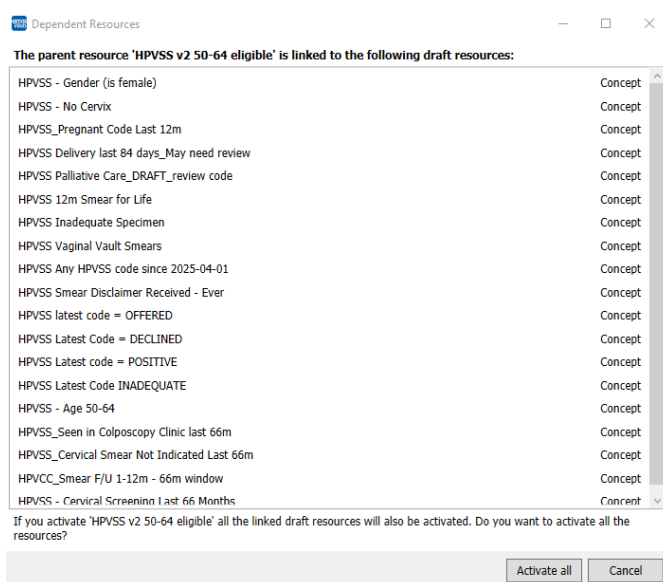 Dependent Resources
The parent resource 'HPVSS v2 50-64 eligible' is linked to the following draft resources:
HPVSS - Gender (is female) Concept
HPVSS - No Cervix Concept
HPVSS_Pregnant Code Last 12m Concept
HPVSS Delivery last 84 days_May need review Concept
HPVSS Palliative Care_DRAFT_review code Concept
HPVSS 12m Smear for Life Concept
HPVSS Inadequate Specimen Concept
HPVSS Vaginal Vault Smears Concept
HPVSS Any HPVSS code since 2025-04-01 Concept
HPVSS Smear Disclaimer Received - Ever Concept
HPVSS latest code = OFFERED Concept
HPVSS Latest Code = DECLINED Concept
HPVSS Latest code = POSITIVE Concept
HPVSS Latest Code INADEQUATE Concept
HPVSS - Age 50-64 Concept
HPVSS_Seen in Colposcopy Clinic last 66m Concept
HPVSS_Cervical Smear Not Indicated Last 66m Concept
HPVCC_Smear F/U 1-12m - 66m window Concept
HPVSS - Cervical Screening Last 66 Months Concept
If you activate 'HPVSS v2 50-64 eligible' all the linked draft resources will also be activated. Do you want to activate all the
resources?
Activate all Cancel